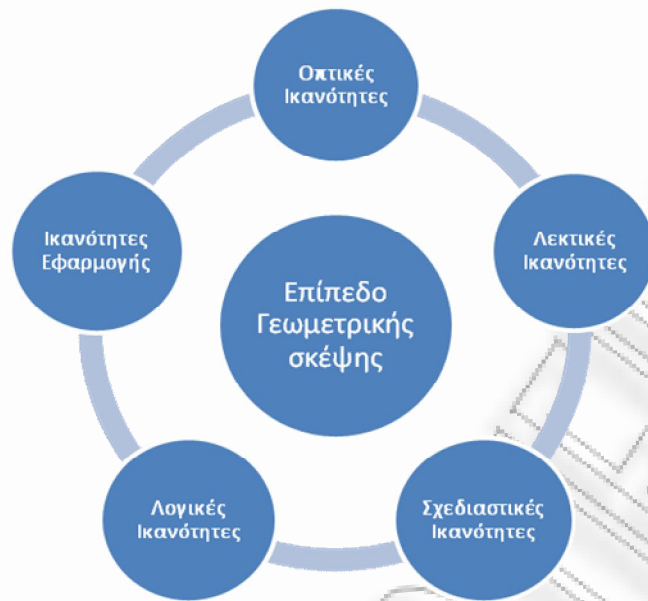 Οπτικές
Ικανότητες
Λεκτικές
Ικανότητες
Σχεδιαστικές
Ικανότητες
Λογικές
Ικανότητες
Ικανότητες
Εφαρμογής
Επίπεδο
Γεωμετρικής
σκέψης